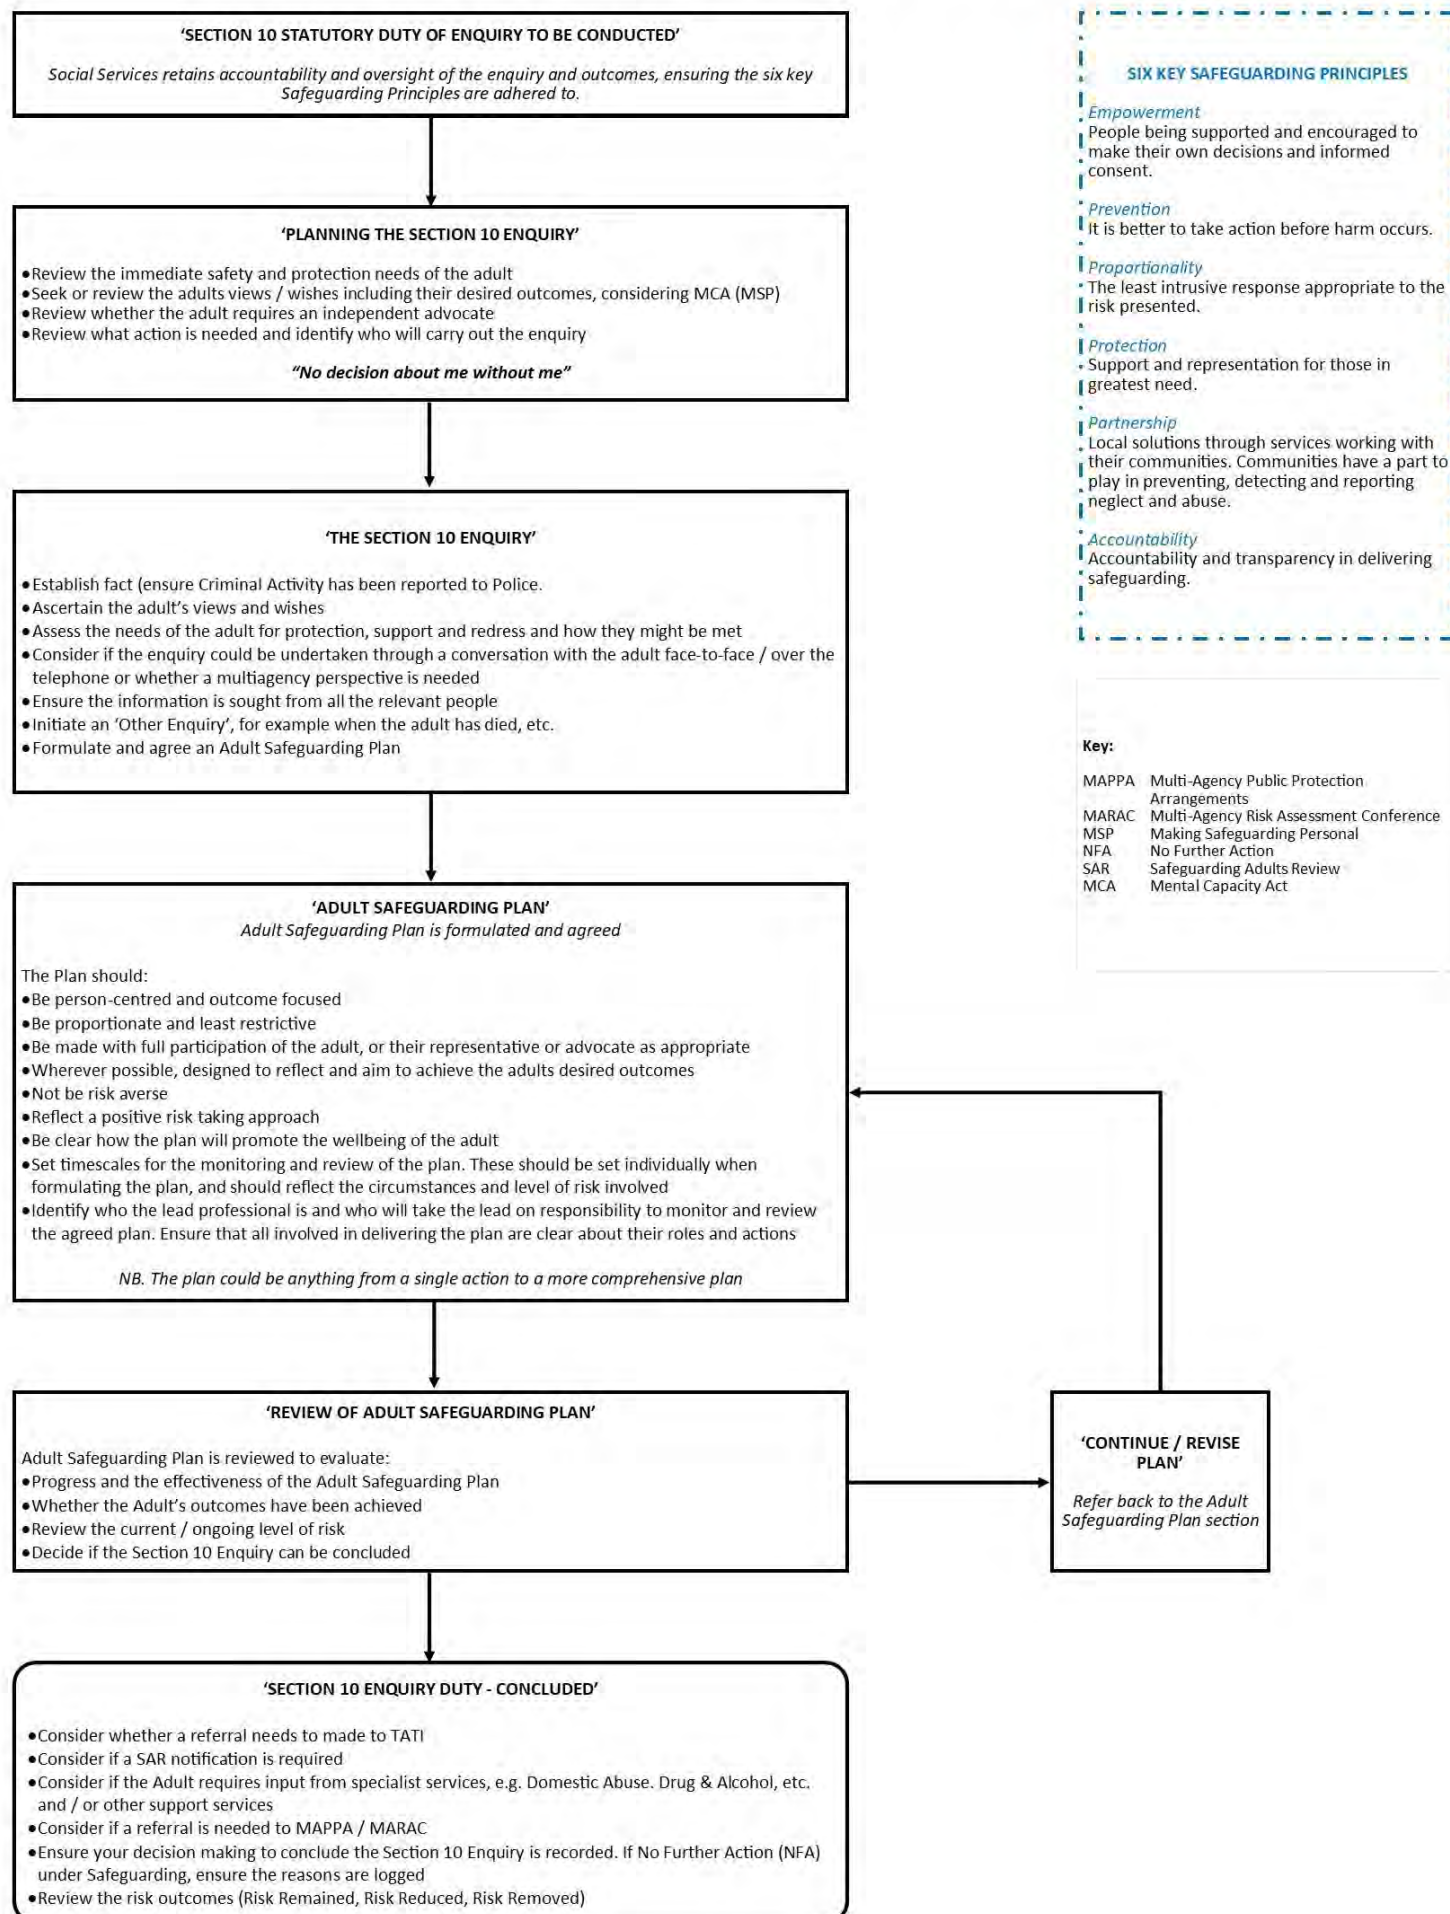 ‘SECTION 10 STATUTORY DUTY OF ENQUIRY TO BE CONDUCTED’
Social Services retains accountability and oversight of the enquiry and outcomes, ensuring the six key
Safeguarding Principles are adhered to.
‘PLANNING THE SECTION 10 ENQUIRY’
•Review the immediate safety and protection needs of the adult
•Seek or review the adults views / wishes including their desired outcomes, considering MCA (MSP)
•Review whether the adult requires an independent advocate
•Review what action is needed and identify who will carry out the enquiry
“No decision about me without me”
‘THE SECTION 10 ENQUIRY’
•Establish fact (ensure Criminal Activity has been reported to Police.
•Ascertain the adult’s views and wishes
•Assess the needs of the adult for protection, support and redress and how they might be met
•Consider if the enquiry could be undertaken through a conversation with the adult face-to-face / over the
telephone or whether a multiagency perspective is needed
•Ensure the information is sought from all the relevant people
•Initiate an ‘Other Enquiry’, for example when the adult has died, etc.
•Formulate and agree an Adult Safeguarding Plan
‘ADULT SAFEGUARDING PLAN’
Adult Safeguarding Plan is formulated and agreed
The Plan should:
•Be person-centred and outcome focused
•Be proportionate and least restrictive
•Be made with full participation of the adult, or their representative or advocate as appropriate
•Wherever possible, designed to reflect and aim to achieve the adults desired outcomes
•Not be risk averse
•Reflect a positive risk taking approach
•Be clear how the plan will promote the wellbeing of the adult
•Set timescales for the monitoring and review of the plan. These should be set individually when
formulating the plan, and should reflect the circumstances and level of risk involved
•Identify who the lead professional is and who will take the lead on responsibility to monitor and review
the agreed plan. Ensure that all involved in delivering the plan are clear about their roles and actions
NB. The plan could be anything from a single action to a more comprehensive plan
‘REVIEW OF ADULT SAFEGUARDING PLAN’
Adult Safeguarding Plan is reviewed to evaluate:
•Progress and the effectiveness of the Adult Safeguarding Plan
•Whether the Adult’s outcomes have been achieved
•Review the current / ongoing level of risk
•Decide if the Section 10 Enquiry can be concluded
‘CONTINUE / REVISE
PLAN’
Refer back to the Adult
Safeguarding Plan section
‘SECTION 10 ENQUIRY DUTY - CONCLUDED’
•Consider whether a referral needs to made to TATI
•Consider if a SAR notification is required
•Consider if the Adult requires input from specialist services, e.g. Domestic Abuse. Drug & Alcohol, etc.
and / or other support services
•Consider if a referral is needed to MAPPA / MARAC
•Ensure your decision making to conclude the Section 10 Enquiry is recorded. If No Further Action (NFA)
under Safeguarding, ensure the reasons are logged
•Review the risk outcomes (Risk Remained, Risk Reduced, Risk Removed)
SIX KEY SAFEGUARDING PRINCIPLES
Empowerment
People being supported and encouraged to
make their own decisions and informed
consent.
Prevention
It is better to take action before harm occurs.
Proportionality
The least intrusive response appropriate to the
risk presented.
Protection
Support and representation for those in
greatest need.
Partnership
Local solutions through services working with
their communities. Communities have a part to
play in preventing, detecting and reporting
neglect and abuse.
Accountability
Accountability and transparency in delivering
safeguarding.
Key:
MAPPA Multi-Agency Public Protection
Arrangements
MARAC Multi-Agency Risk Assessment Conference
MSP Making Safeguarding Personal
NFA No Further Action
SAR Safeguarding Adults Review
MCA Mental Capacity Act